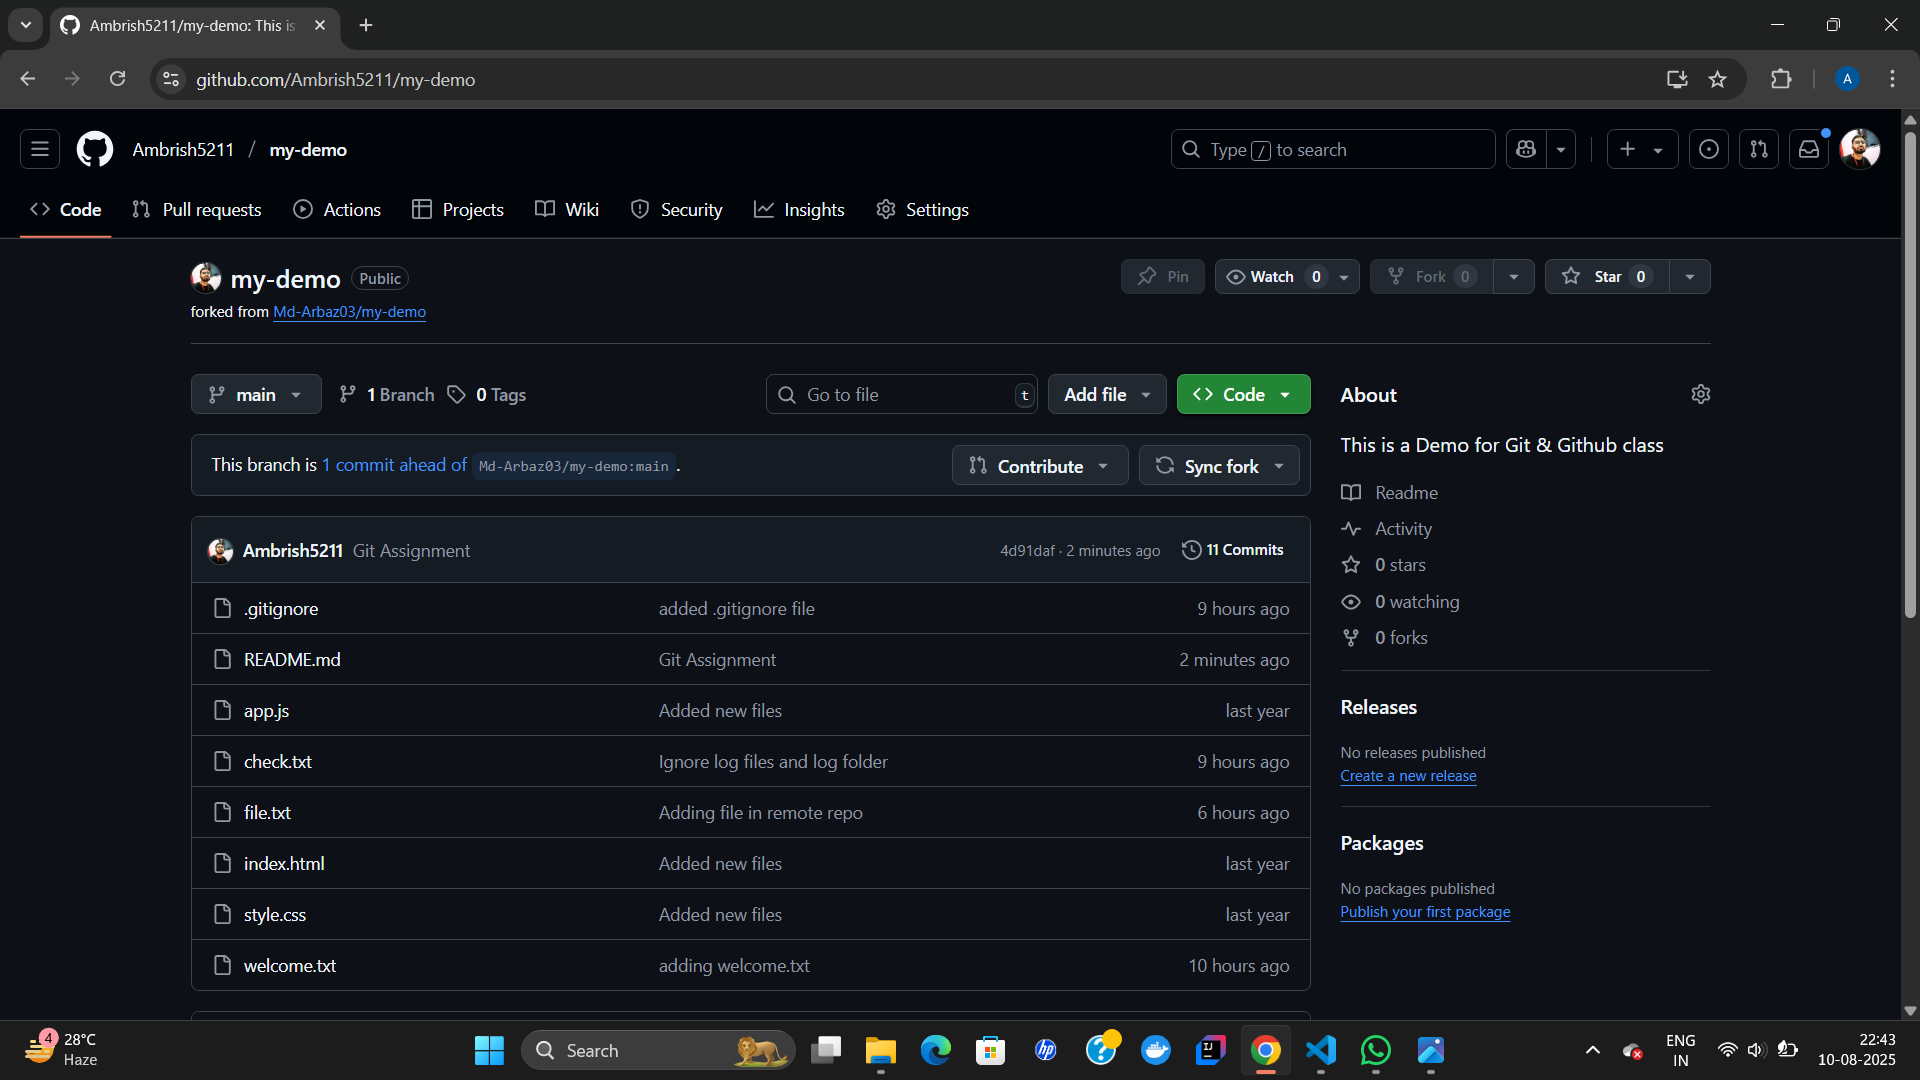 Ambrish5211/my-demo: This is
github.com/Ambrish5211/my-demo
A
Ambrish5211 / my-demo
Type / to search
Code
Pull requests
Actions
Projects
Wiki
Security
Insights
Settings
my-demo Public
Pin
Watch 0
Fork 0
Star 0
forked from Md-Arbaz03/my-demo
main
1 Branch
0 Tags
Go to file t
Add file
Code
This branch is 1 commit ahead of Md-Arbaz03/my-demo:main .
Contribute
Sync fork
Ambrish5211 Git Assignment 4d91daf · 2 minutes ago 11 Commits
.gitignore added .gitignore file 9 hours ago
README.md Git Assignment 2 minutes ago
app.js Added new files last year
check.txt Ignore log files and log folder 9 hours ago
file.txt Adding file in remote repo 6 hours ago
index.html Added new files last year
style.css Added new files last year
welcome.txt adding welcome.txt 10 hours ago
About
This is a Demo for Git & Github class
Readme
Activity
0 stars
0 watching
0 forks
Releases
No releases published
Create a new release
Packages
No packages published
Publish your first package
4
28°C
Haze
Search
hp
?
IJ
ENG
IN
22:43
10-08-2025